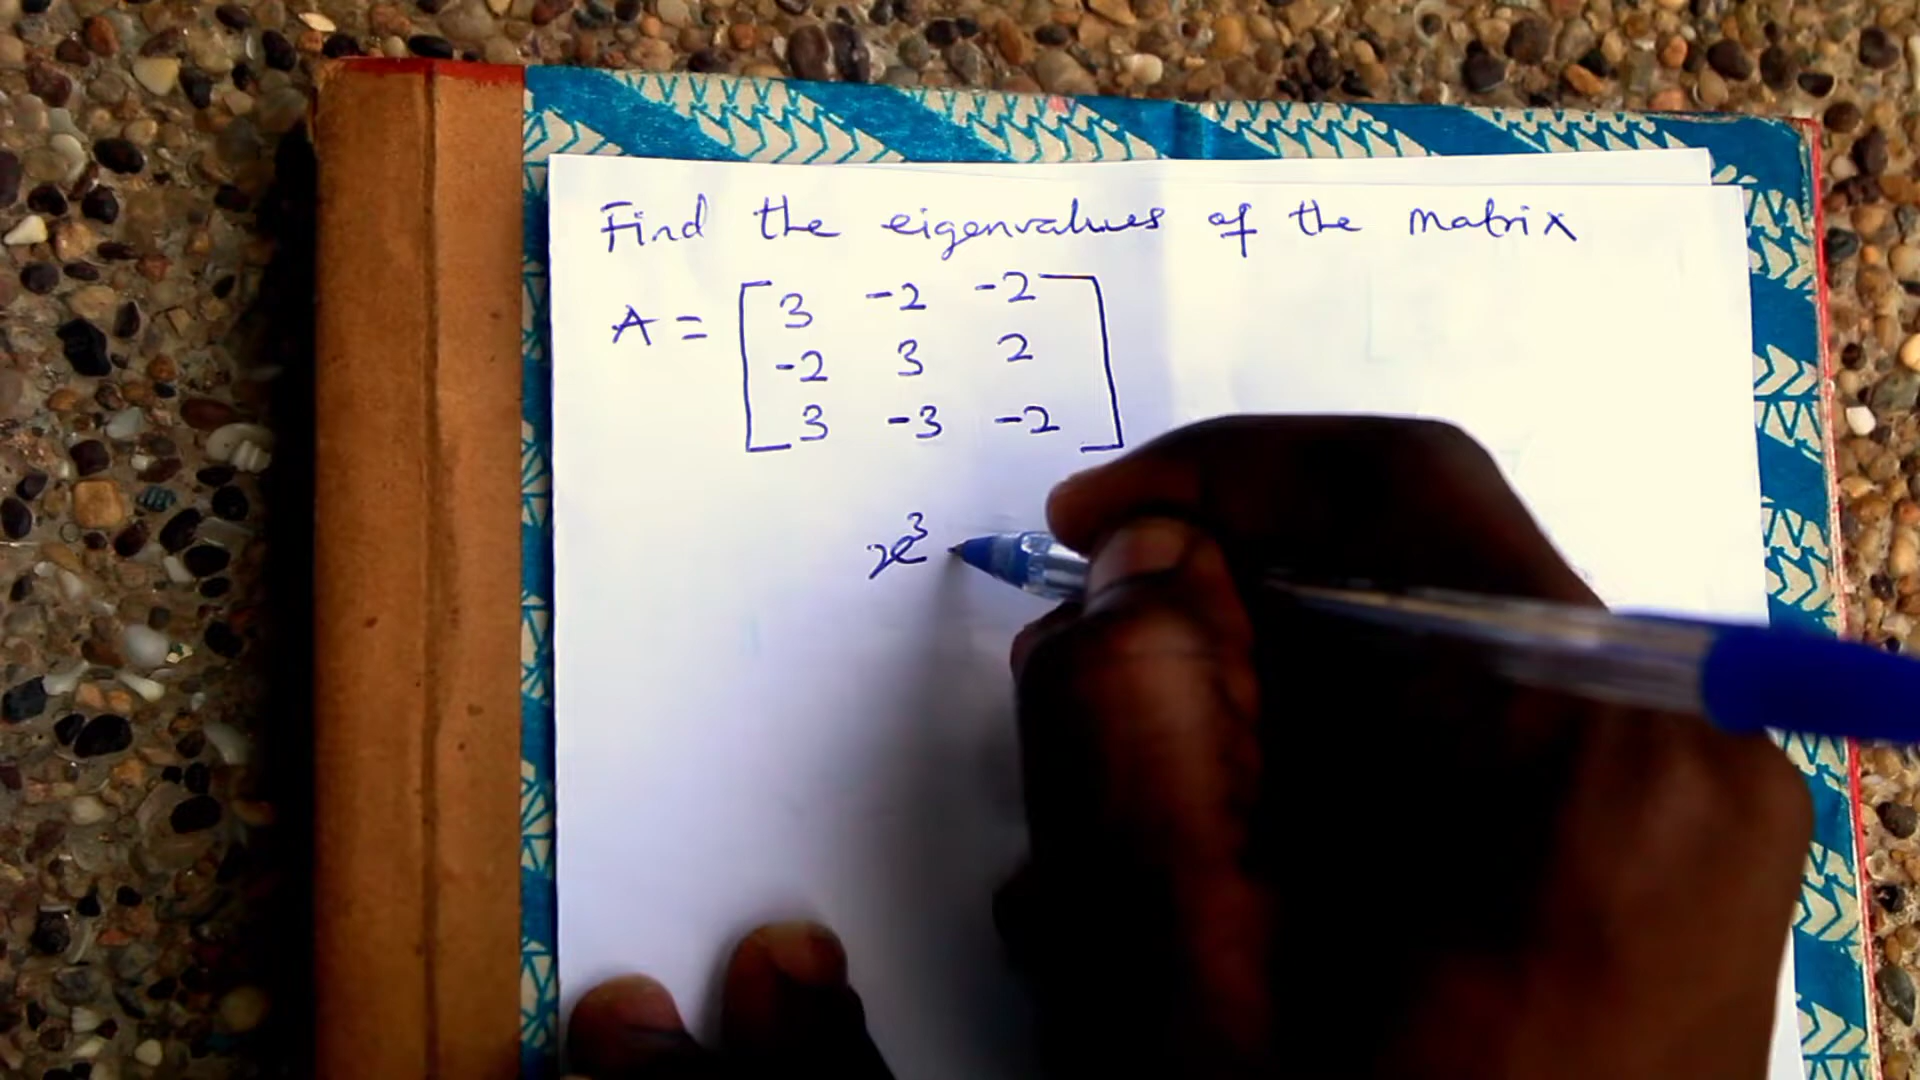 Find the eigenvalues of the matrix
A = [3 -2 -2
-2 3 2
3 -3 -2]
x³